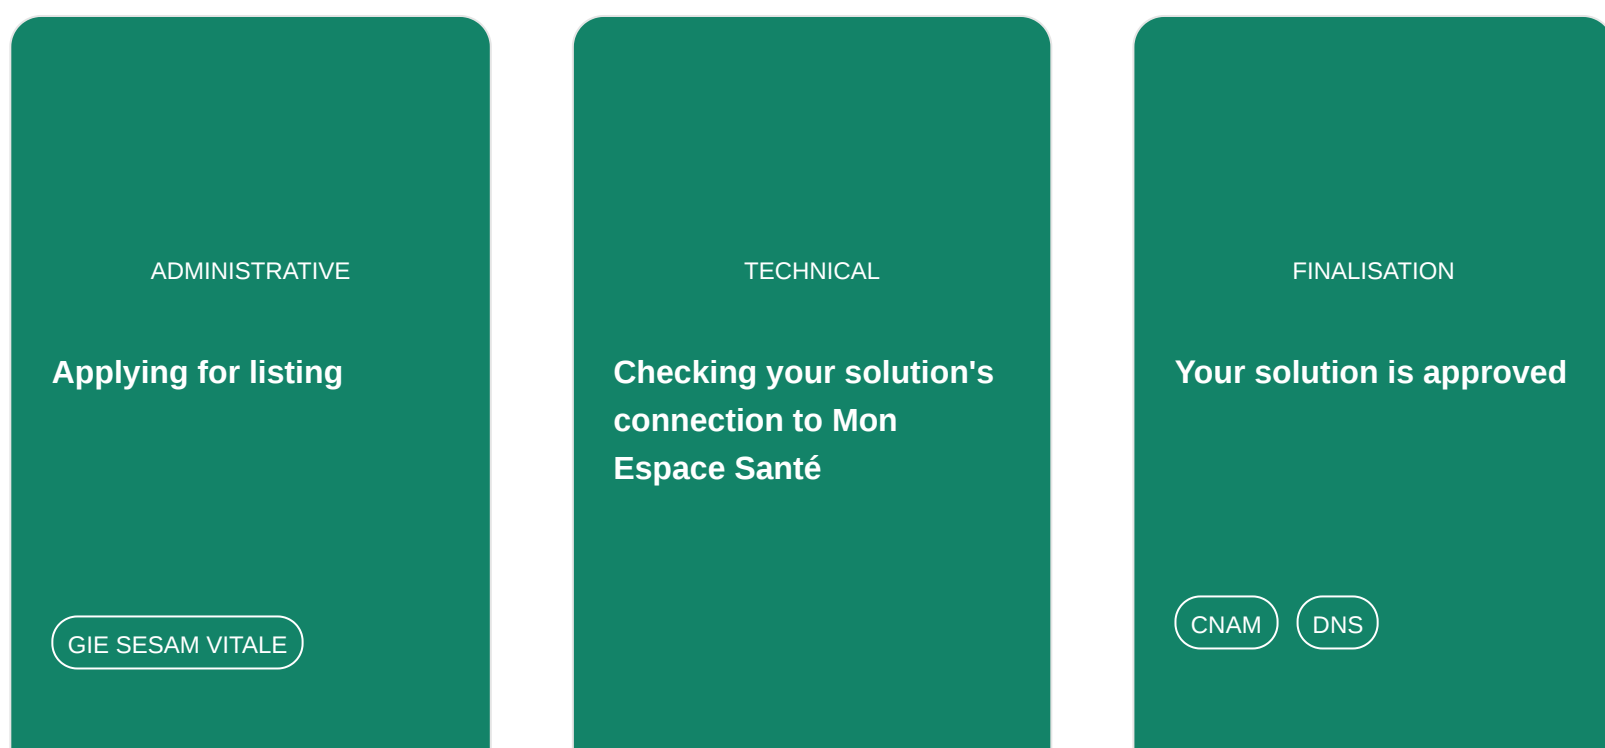 ADMINISTRATIVE
Applying for listing
GIE SESAM VITALE
TECHNICAL
Checking your solution's
connection to Mon
Espace Santé
FINALISATION
Your solution is approved
CNAM
DNS